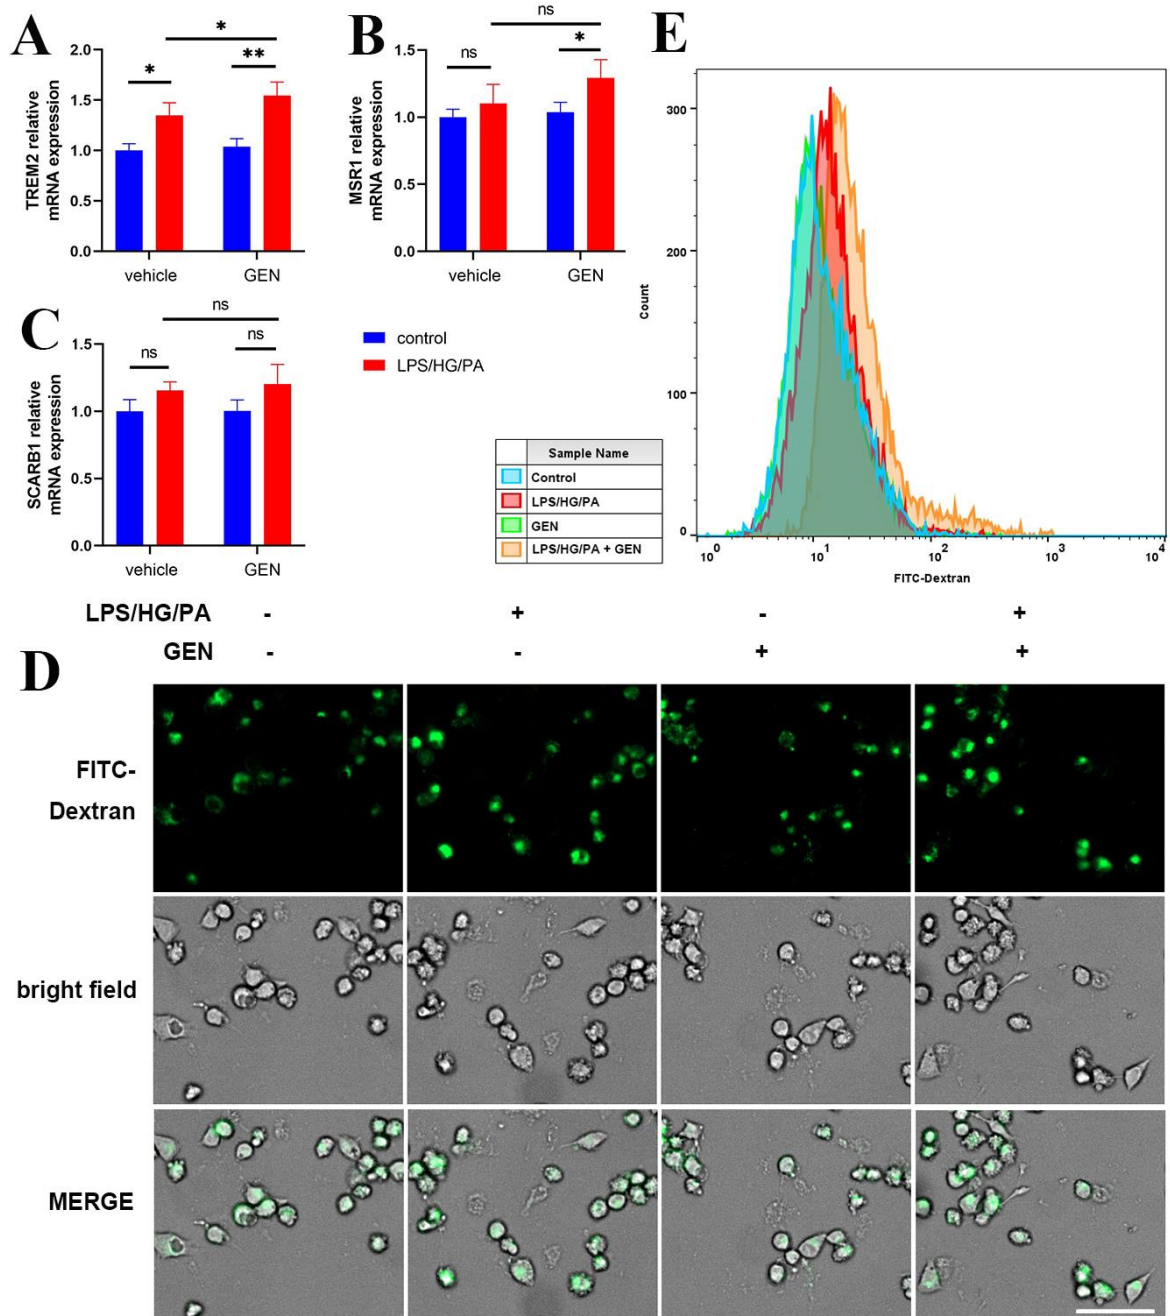 A
*
*
**
2.0
1.5
1.0
0.5
0.0
TREM2 relative
mRNA expression
vehicle
GEN
B
ns
ns
*
1.5
1.0
0.5
0.0
MSR1 relative
mRNA expression
vehicle
GEN
C
ns
ns
ns
1.5
1.0
0.5
0.0
SCARB1 relative
mRNA expression
vehicle
GEN
control
LPS/HG/PA
Sample Name
Control
LPS/HG/PA
GEN
LPS/HG/PA + GEN
E
300
200
100
0
Count
10^0
10^1
10^2
10^3
10^4
FITC-Dextran
LPS/HG/PA - + - +
GEN - - + +
D
FITC-
Dextran
bright field
MERGE